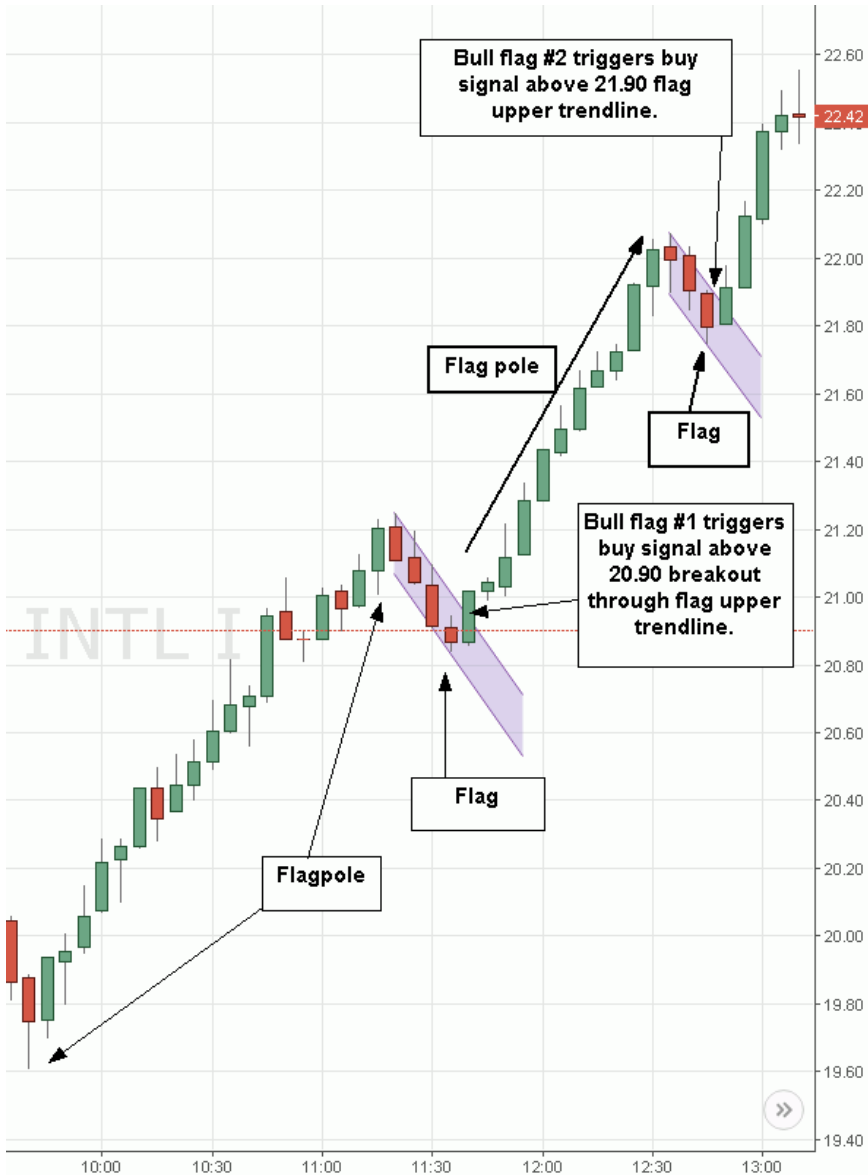 Bull flag #2 triggers buy
signal above 21.90 flag
upper trendline.
22.60
22.42
22.20
22.00
21.80
Flag pole
21.60
Flag
21.40
Bull flag #1 triggers
buy signal above
20.90 breakout
through flag upper
trendline.
21.20
21.00
INTL I
20.80
20.60
Flag
20.40
Flagpole
20.20
20.00
19.80
19.60
19.40
10:00 10:30 11:00 11:30 12:00 12:30 13:00